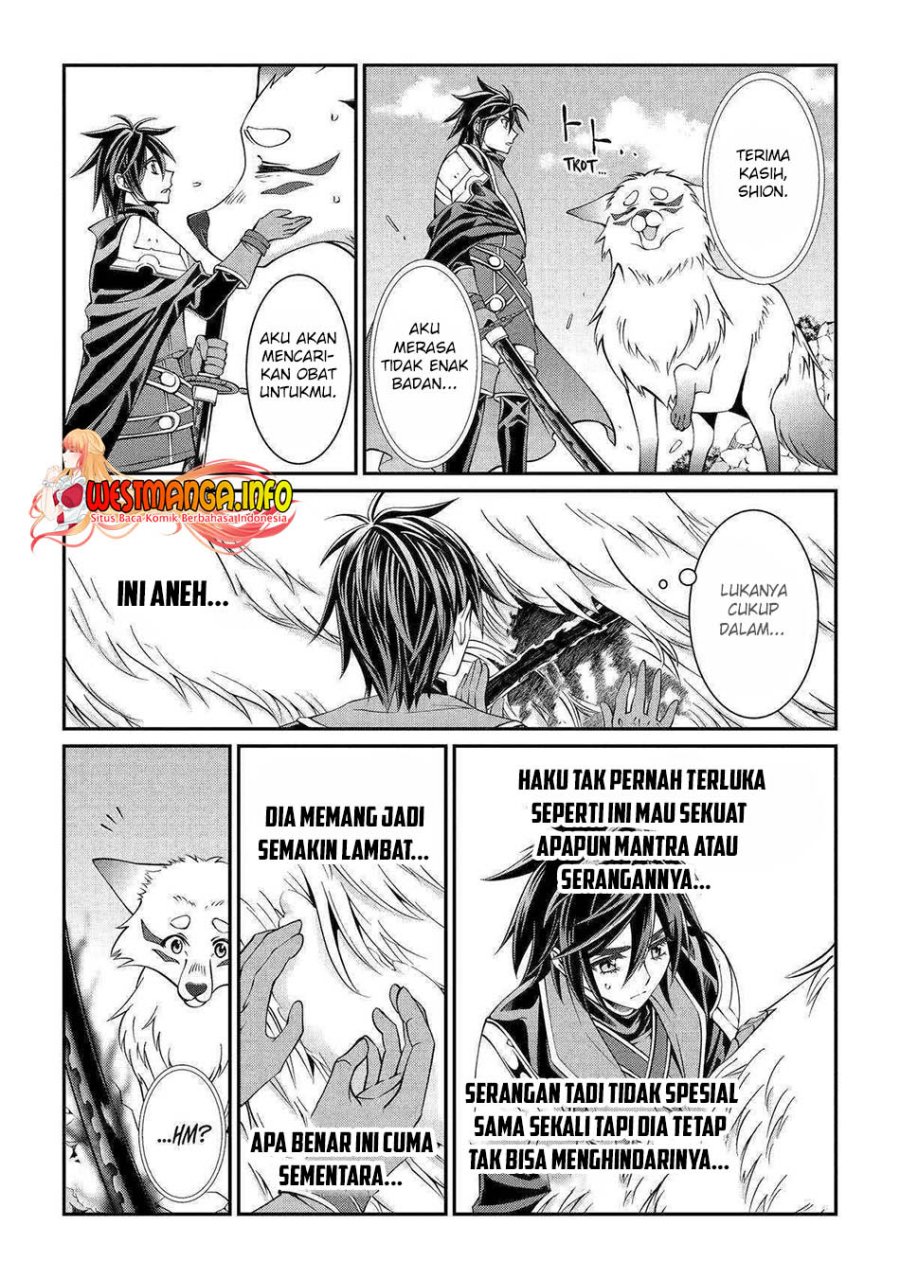 AKU AKAN
MENCARI-
KAN OBAT
UNTUKMU.
トトッ...
TROT...
TERIMA
KASIH,
SHION.
AKU
MERASA
TIDAK ENAK
BADAN...
WESTMANGA.INFO
Situs Baca Komik Berbahasa Indonesia
INI ANEH...
LUKANYA
CUKUP
DALAM...
...HM?
DIA MEMANG JADI
SEMAKIN LAMBAT...
APA BENAR INI CUMA
SEMENTARA...
HAKU TAK PERNAH TERLUKA
SEPERTI INI MAU SEKUAT
APAPUN MANTRA ATAU
SERANGANNYA...
SERANGAN TADI TIDAK SPESIAL
SAMA SEKALI TAPI DIA TETAP
TAK BISA MENGHINDARINYA...